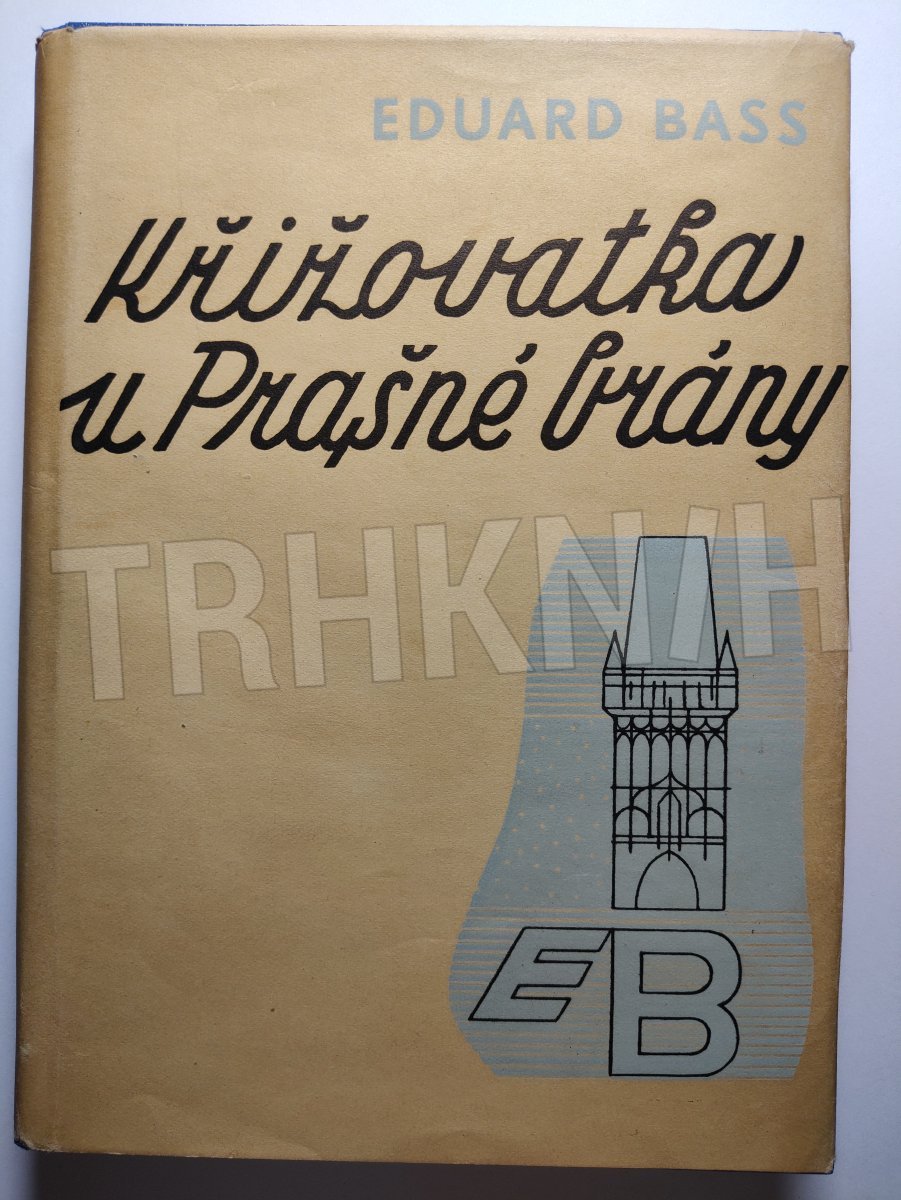 EDUARD BASS
Křižovatka
u Prašné brány
TRHKNIH
EB